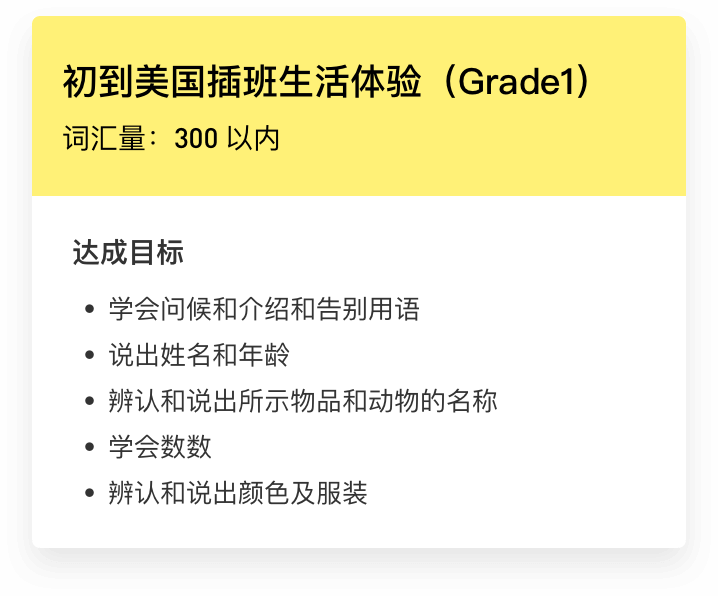 初到美国插班生活体验（Grade1）
词汇量：300 以内
达成目标
• 学会问候和介绍和告别用语
• 说出姓名和年龄
• 辨认和说出所示物品和动物的名称
• 学会数数
• 辨认和说出颜色及服装